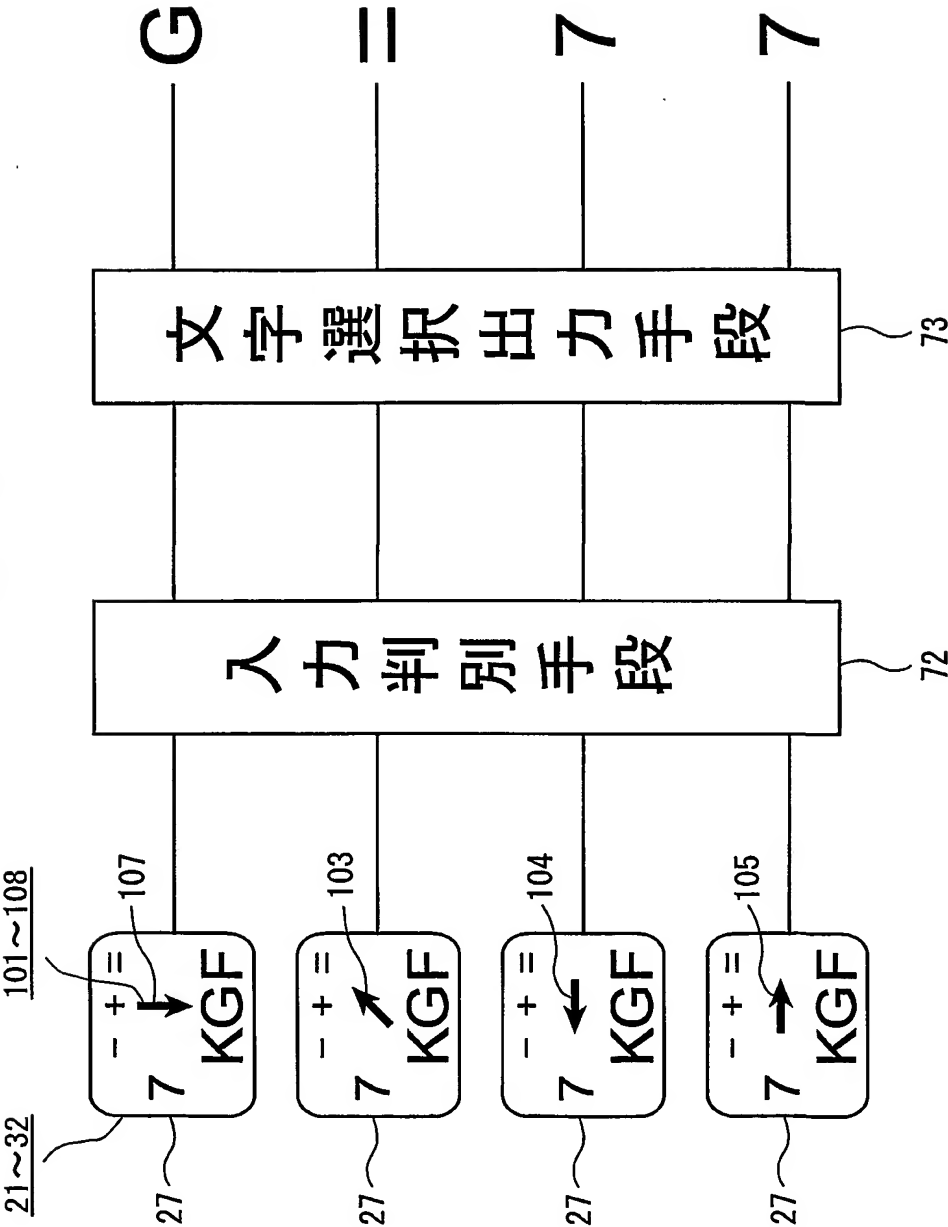 21~32
101~108
107
- + =
7
KGF
27
103
- + =
7
KGF
27
104
- + =
7
KGF
27
105
- + =
7
KGF
27
入力判別手段
72
文字選択出力手段
73
G
=
7
7